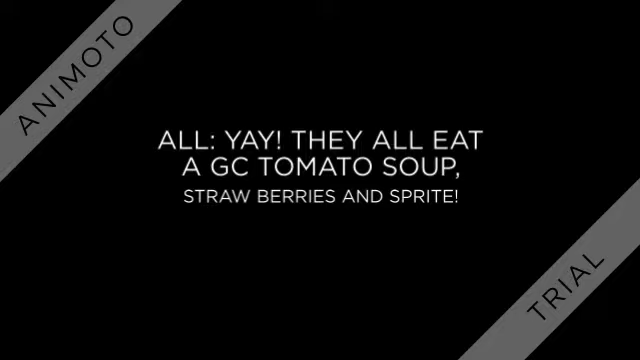 ANIMOTO
ALL: YAY! THEY ALL EAT
A GC TOMATO SOUP,
STRAW BERRIES AND SPRITE!
TRIAL